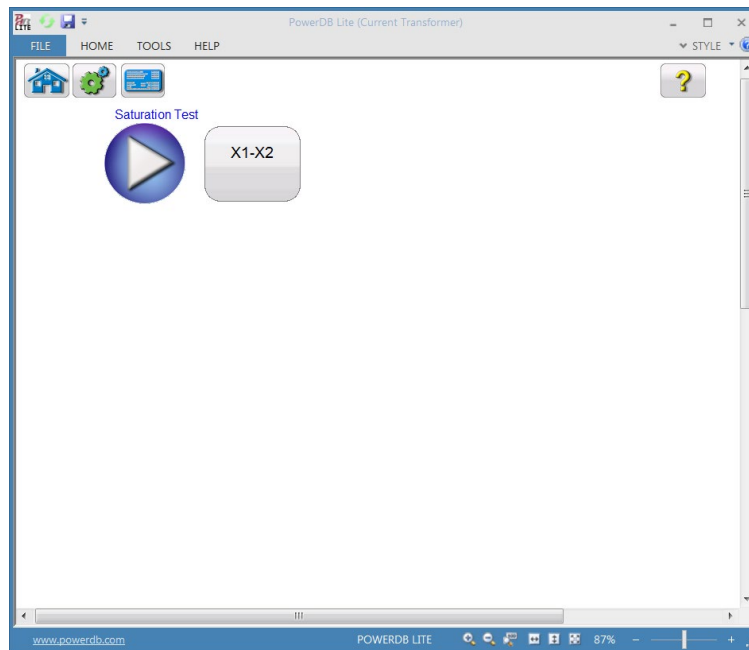 LITE
PowerDB Lite (Current Transformer)
FILE HOME TOOLS HELP STYLE
Saturation Test
X1-X2
www.powerdb.com POWERDB LITE 87%